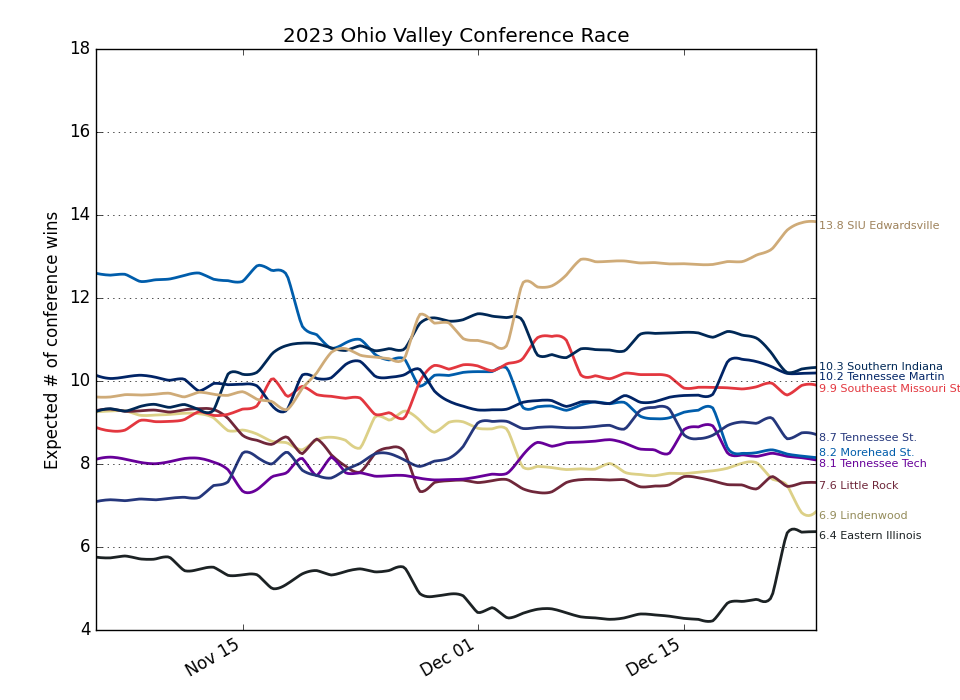 2023 Ohio Valley Conference Race
Expected # of conference wins
18
16
14
12
10
8
6
4
Nov 15
Dec 01
Dec 15
13.8 SIU Edwardsville
10.3 Southern Indiana
10.2 Tennessee Martin
9.9 Southeast Missouri St
8.7 Tennessee St.
8.2 Morehead St.
8.1 Tennessee Tech
7.6 Little Rock
6.9 Lindenwood
6.4 Eastern Illinois